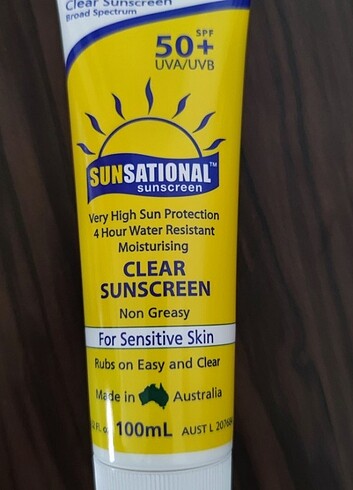 Clear Sunscreen
Broad Spectrum
SPF
50+
UVA/UVB
SUNSATIONAL™
sunscreen
Very High Sun Protection
4 Hour Water Resistant
Moisturising
CLEAR
SUNSCREEN
Non Greasy
For Sensitive Skin
Rubs on Easy and Clear
Made in Australia
100mL AUST L